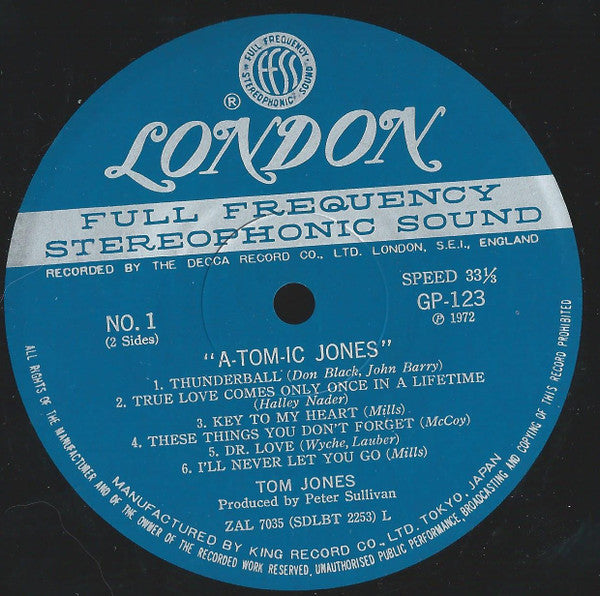 FULL FREQUENCY
ffss
STEREOPHONIC SOUND
®
LONDON
FULL FREQUENCY
STEREOPHONIC SOUND
RECORDED BY THE DECCA RECORD CO., LTD. LONDON, S.E.I., ENGLAND
SPEED 33⅓
GP-123
Ⓟ 1972
NO. 1
(2 Sides)
"A-TOM-IC JONES"
1. THUNDERBALL (Don Black, John Barry)
2. TRUE LOVE COMES ONLY ONCE IN A LIFETIME
(Halley Nader)
3. KEY TO MY HEART (Mills)
4. THESE THINGS YOU DON'T FORGET (McCoy)
5. DR. LOVE (Wyche, Lauber)
6. I'LL NEVER LET YOU GO (Mills)
TOM JONES
Produced by Peter Sullivan
ZAL 7035 (SDLBT 2253) L
MANUFACTURED BY KING RECORD CO., LTD. TOKYO, JAPAN
ALL RIGHTS OF THE MANUFACTURER AND OF THE OWNER OF THE RECORDED WORK RESERVED, UNAUTHORISED PUBLIC PERFORMANCE, BROADCASTING AND COPYING OF THIS RECORD PROHIBITED